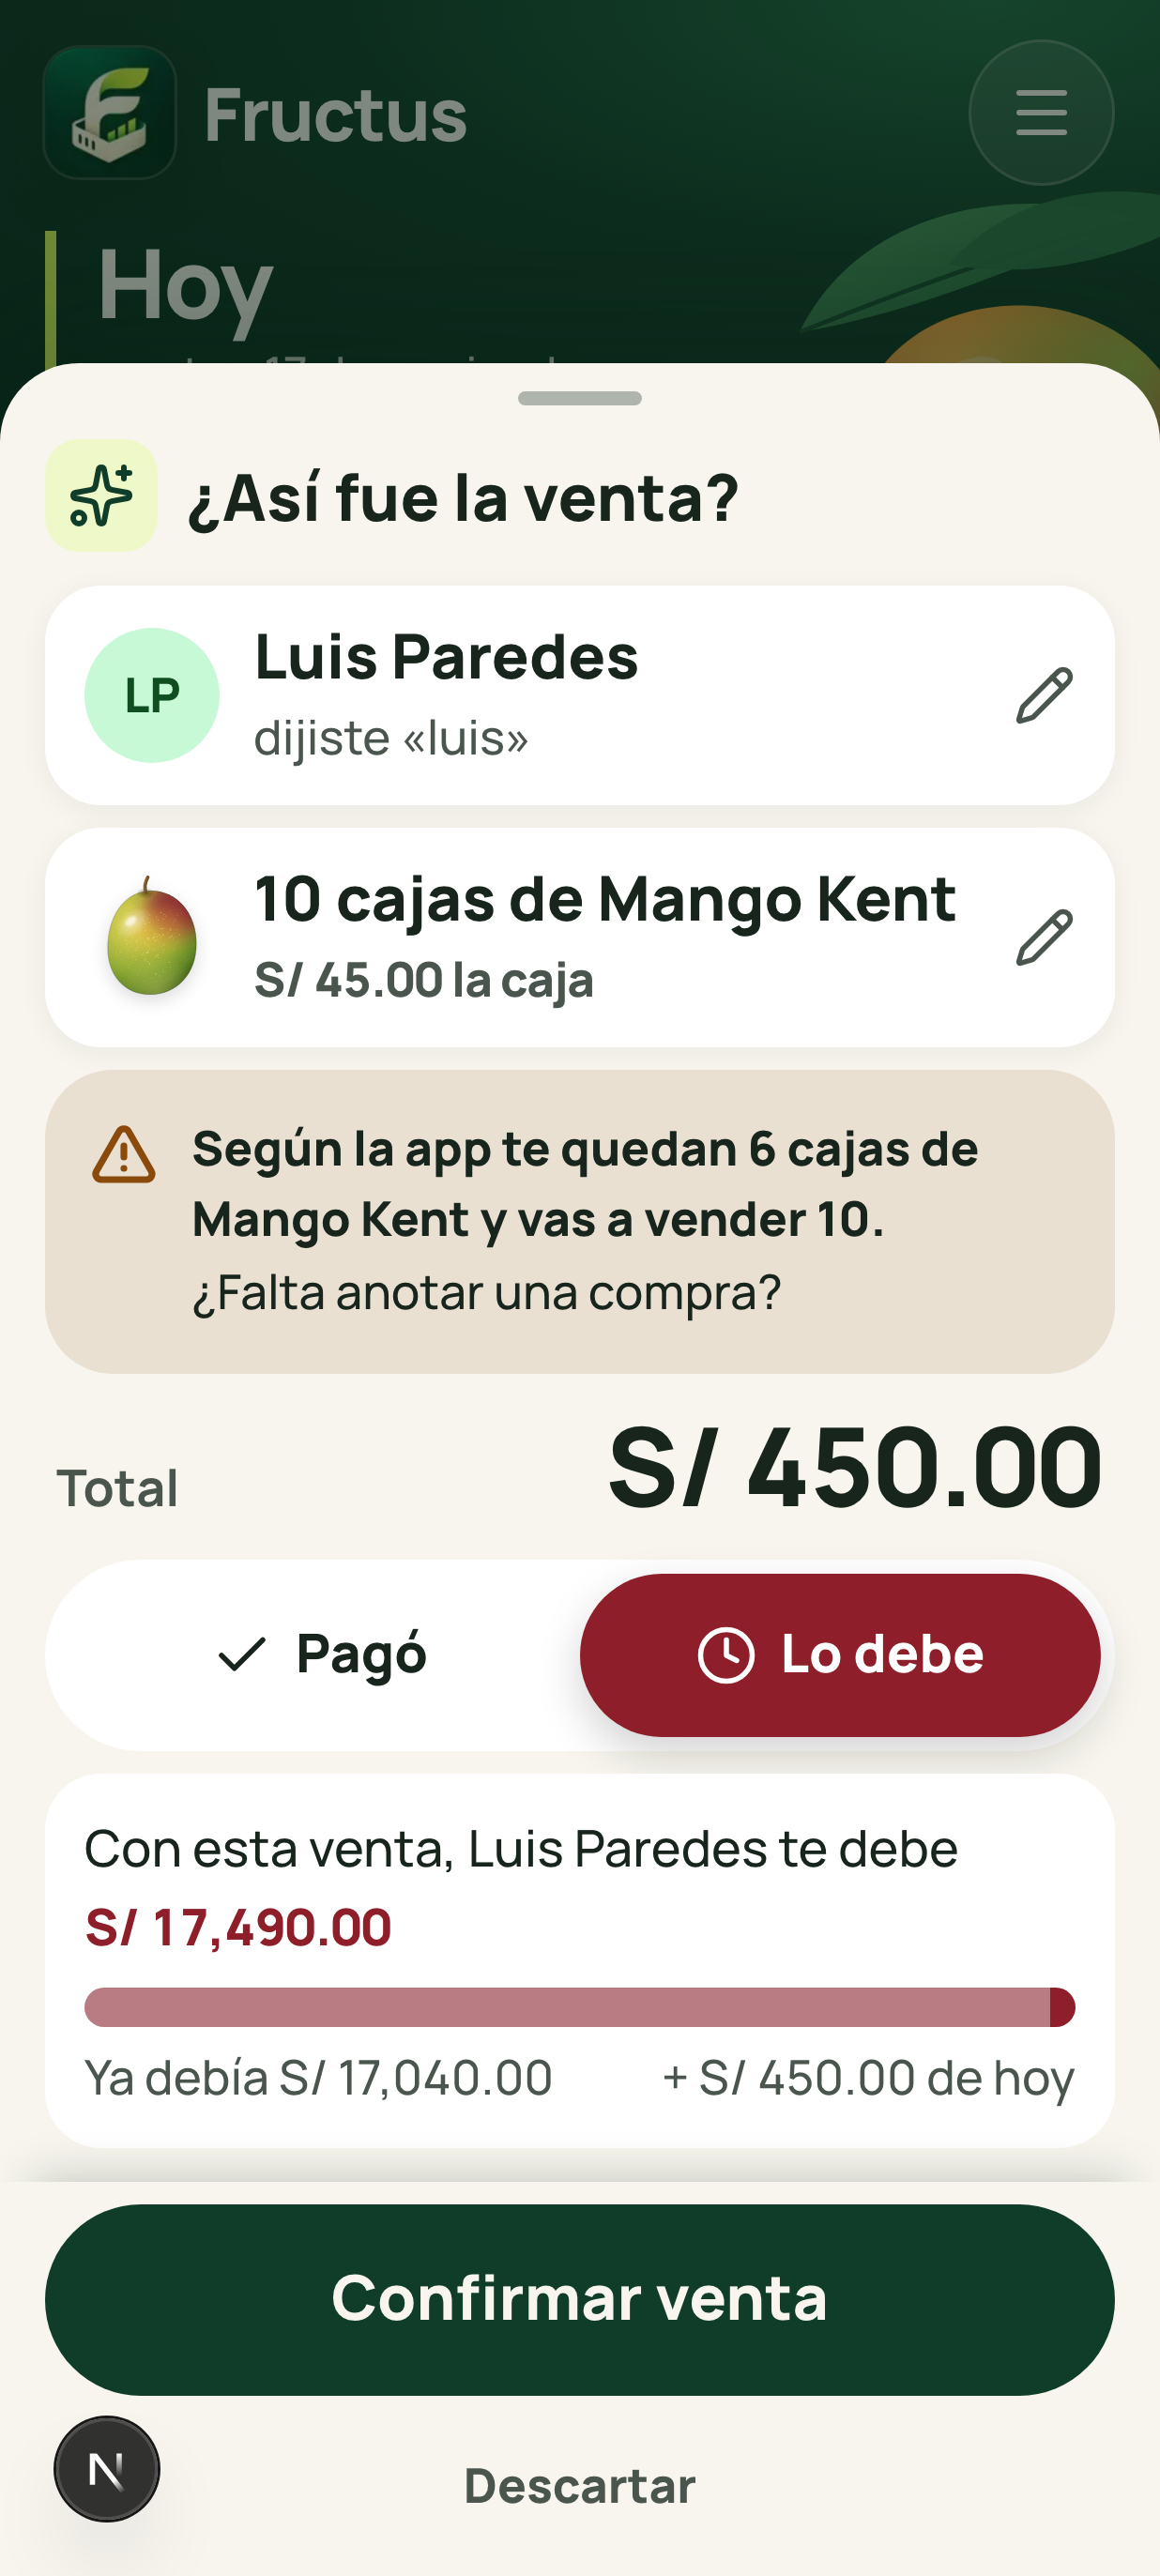 Fructus
Hoy
¿Así fue la venta?
LP
Luis Paredes
dijiste «luis»
10 cajas de Mango Kent
S/ 45.00 la caja
Según la app te quedan 6 cajas de
Mango Kent y vas a vender 10.
¿Falta anotar una compra?
Total
S/ 450.00
Pagó
Lo debe
Con esta venta, Luis Paredes te debe
S/ 17,490.00
Ya debía S/ 17,040.00
+ S/ 450.00 de hoy
Confirmar venta
N
Descartar